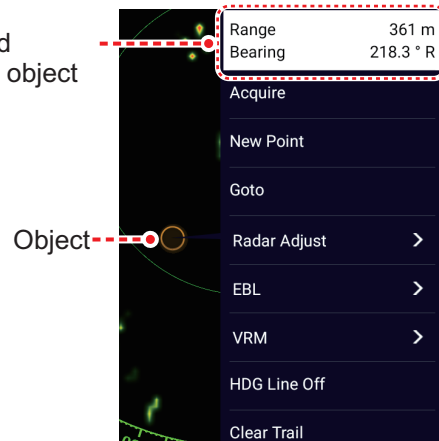 d
object
Range 361 m
Bearing 218.3 ° R
Acquire
New Point
Goto
Object
Radar Adjust
EBL
VRM
HDG Line Off
Clear Trail